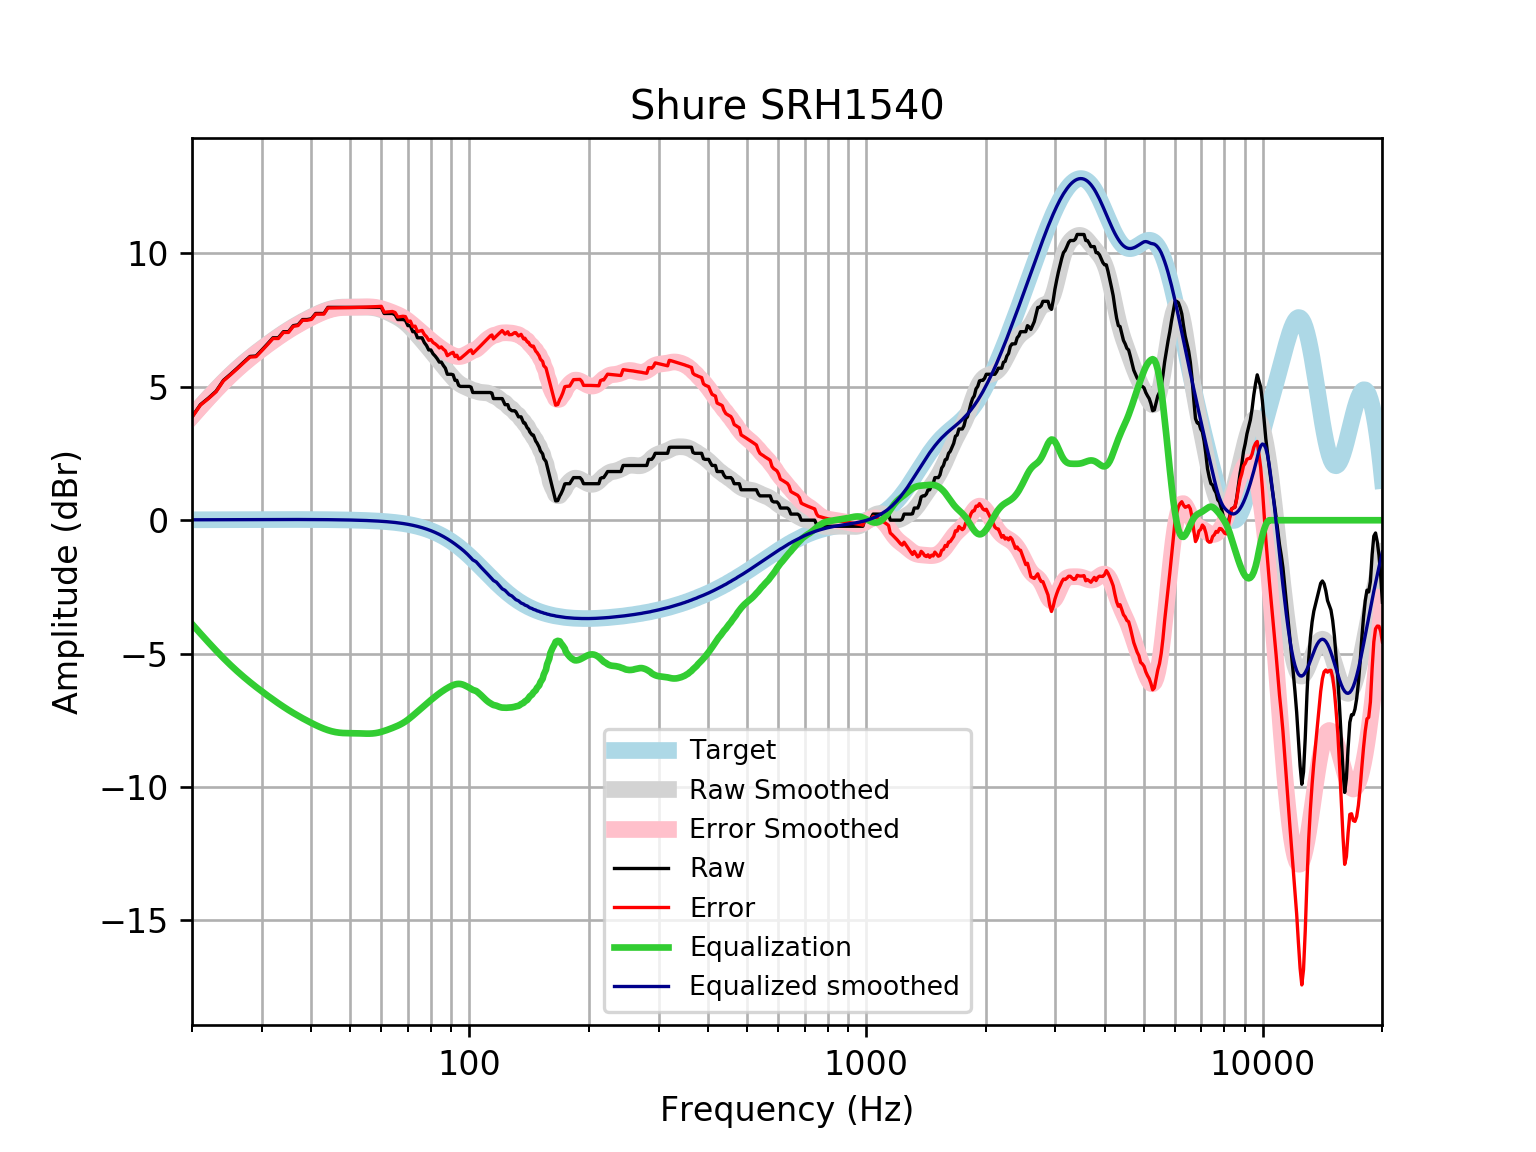 Shure SRH1540
Amplitude (dBr)
10
5
0
−5
−10
−15
Target
Raw Smoothed
Error Smoothed
Raw
Error
Equalization
Equalized smoothed
100
1000
10000
Frequency (Hz)